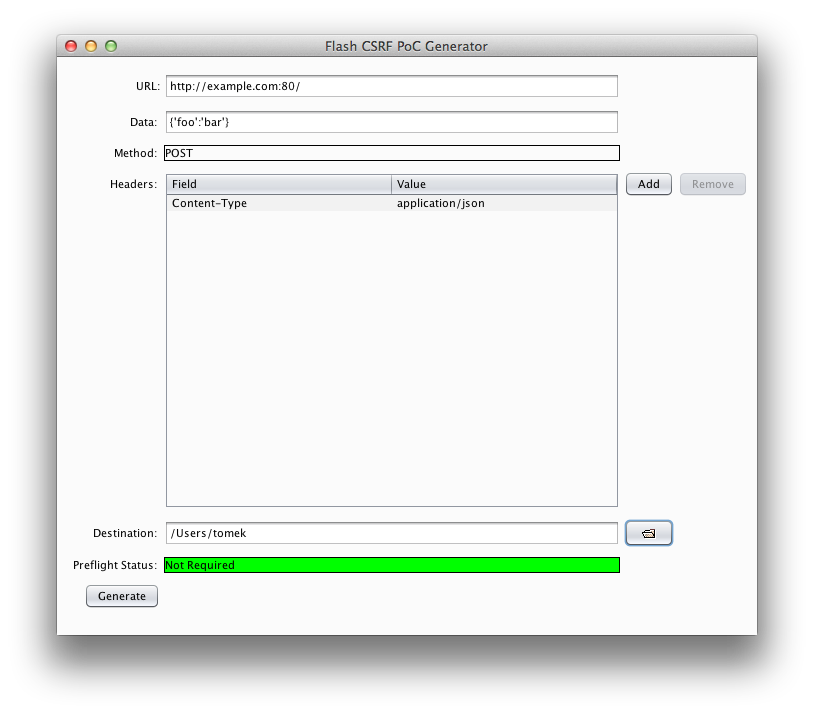 Flash CSRF PoC Generator
URL: http://example.com:80/
Data: {'foo':'bar'}
Method: POST
Headers: Field Value Add Remove
Content-Type application/json
Destination: /Users/tomek
Preflight Status: Not Required
Generate